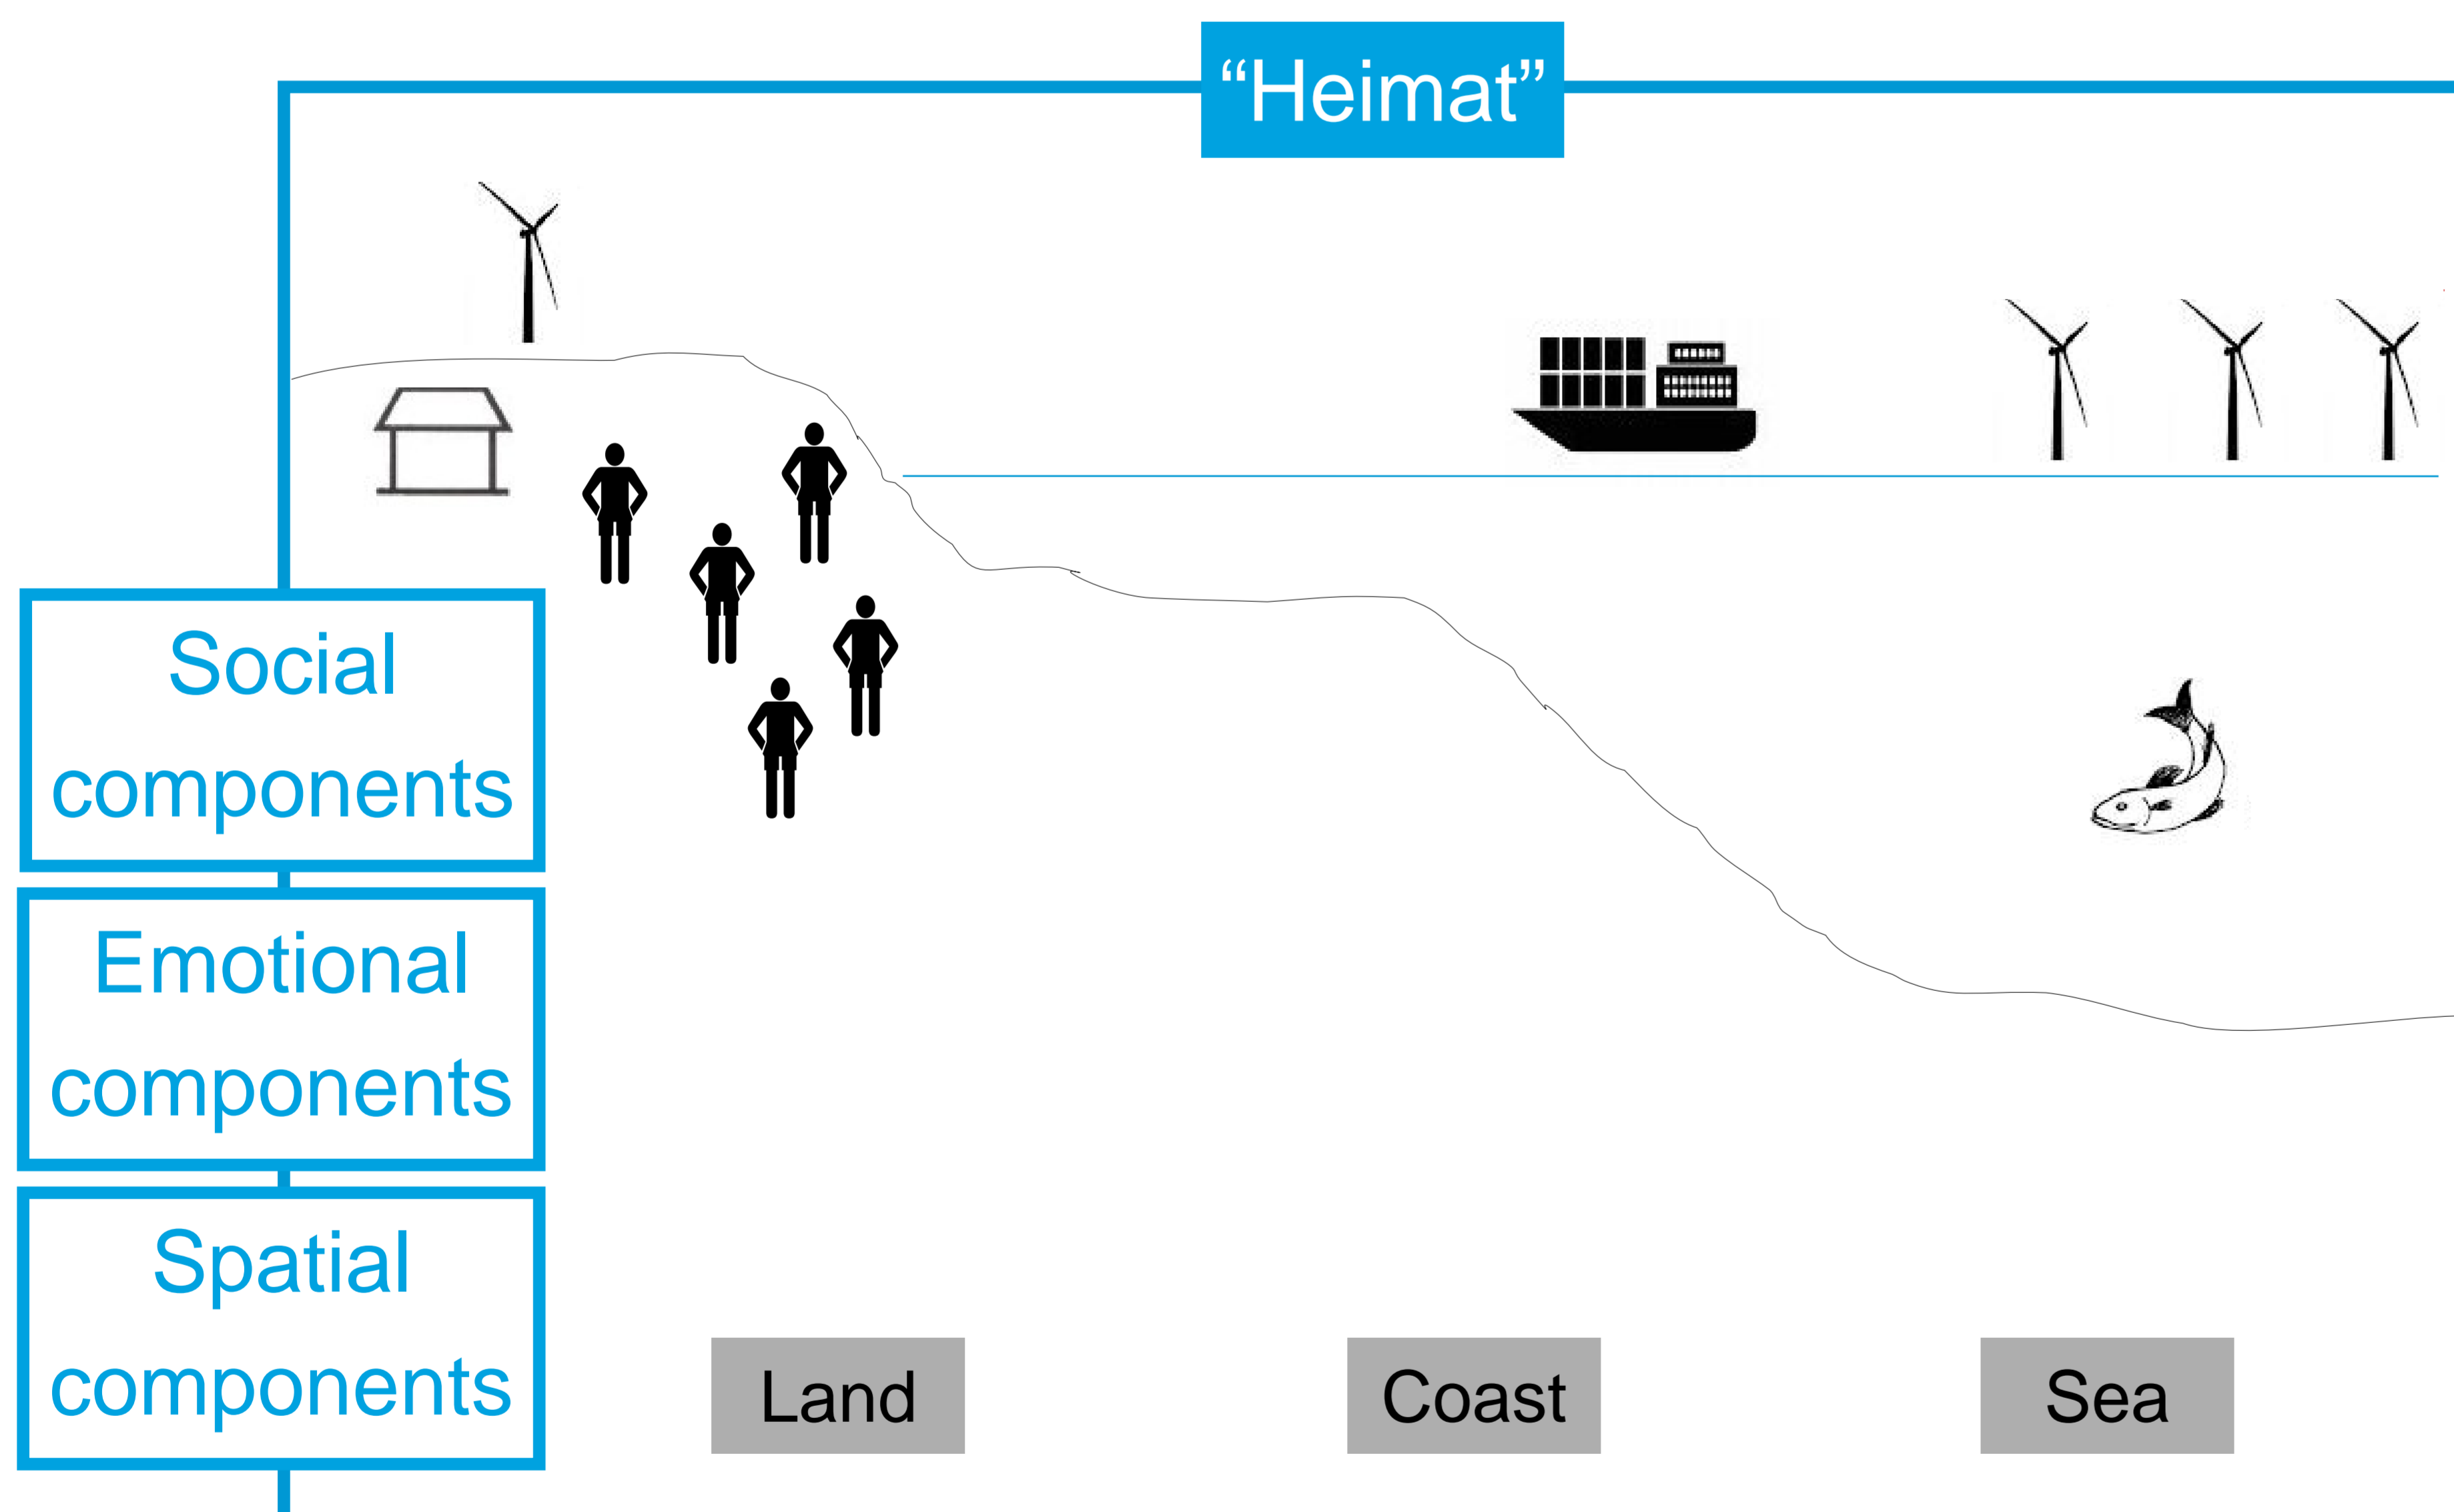 “Heimat”
Social
components
Emotional
components
Spatial
components
Land
Coast
Sea